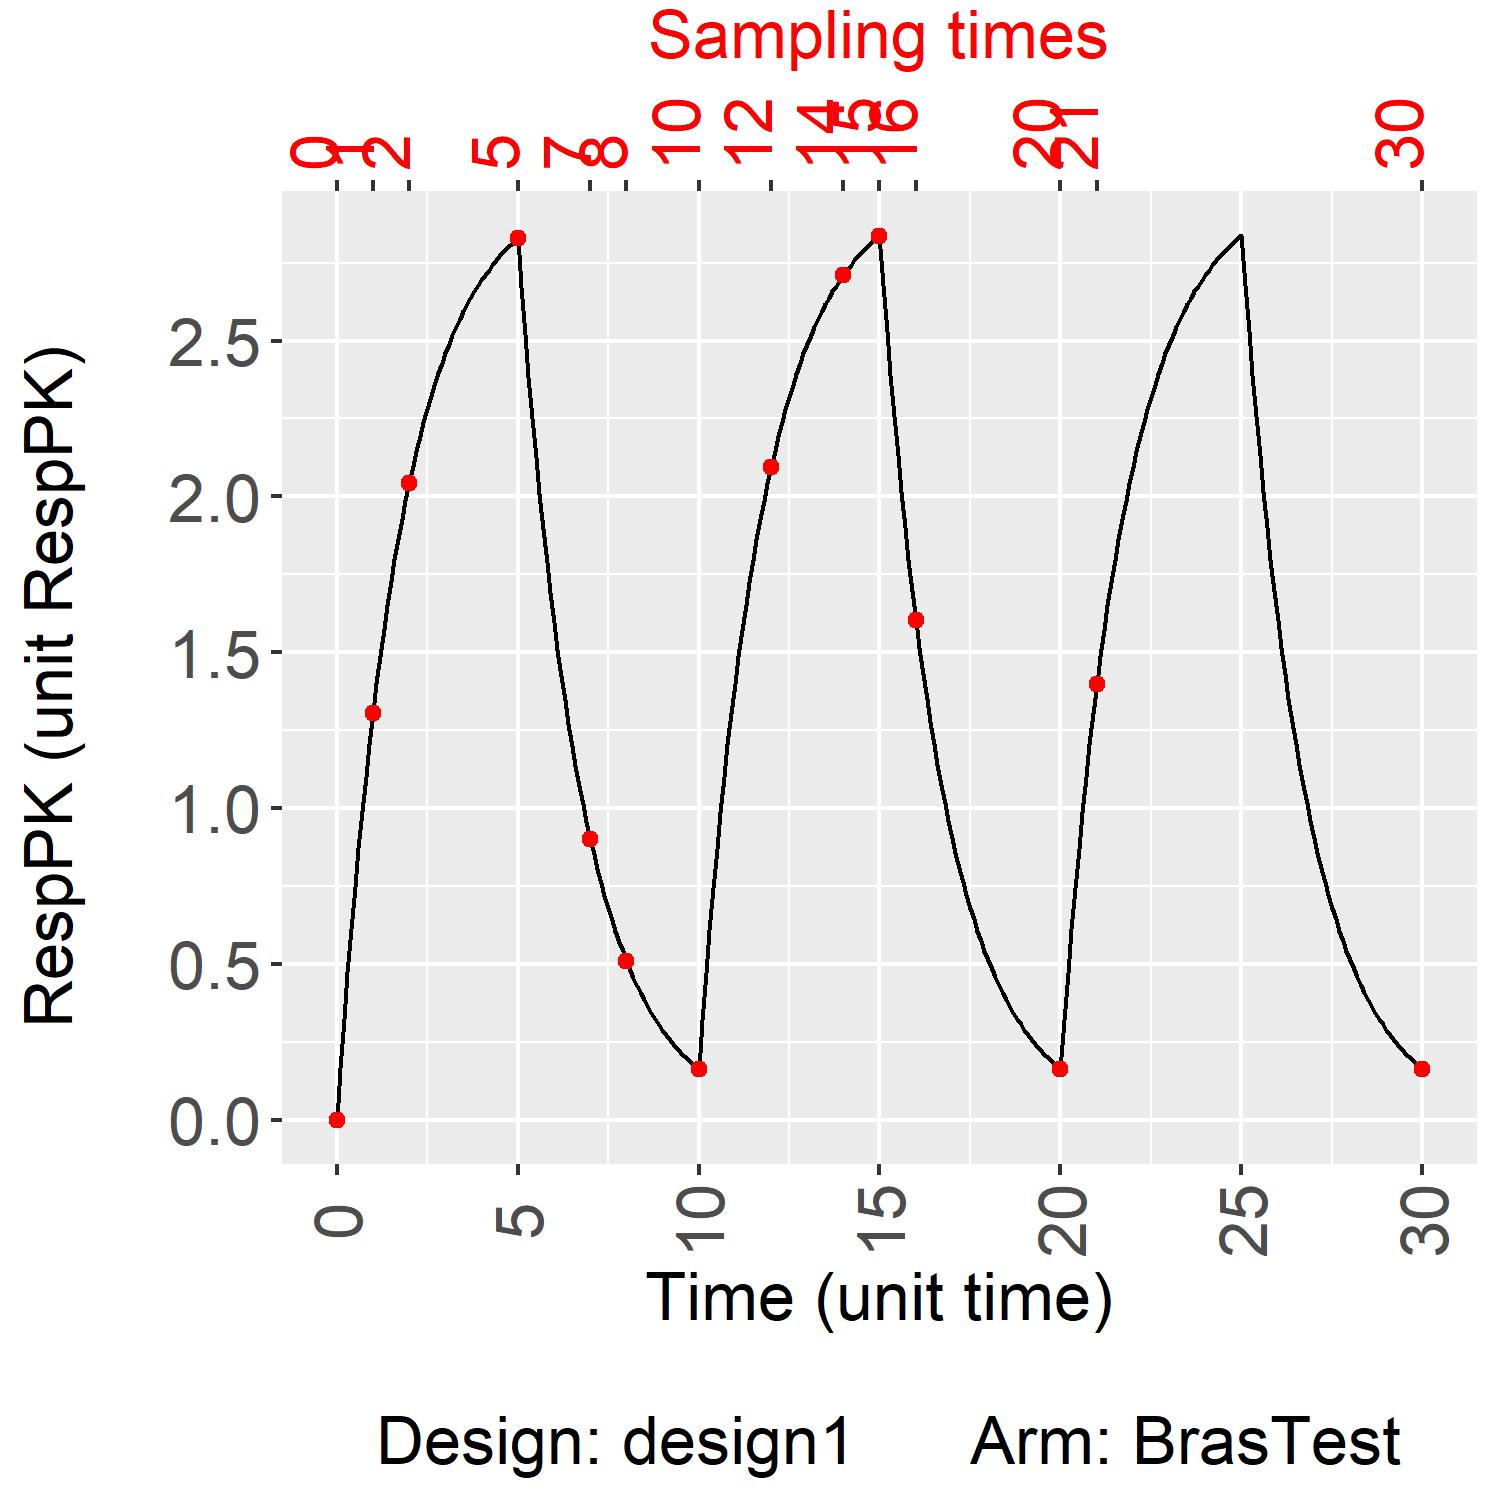 Sampling times
0 1 2 5 7 8 10 12 14 15 16 20 21 30
RespPK (unit RespPK)
2.5
2.0
1.5
1.0
0.5
0.0
0 5 10 15 20 25 30
Time (unit time)
Design: design1 Arm: BrasTest